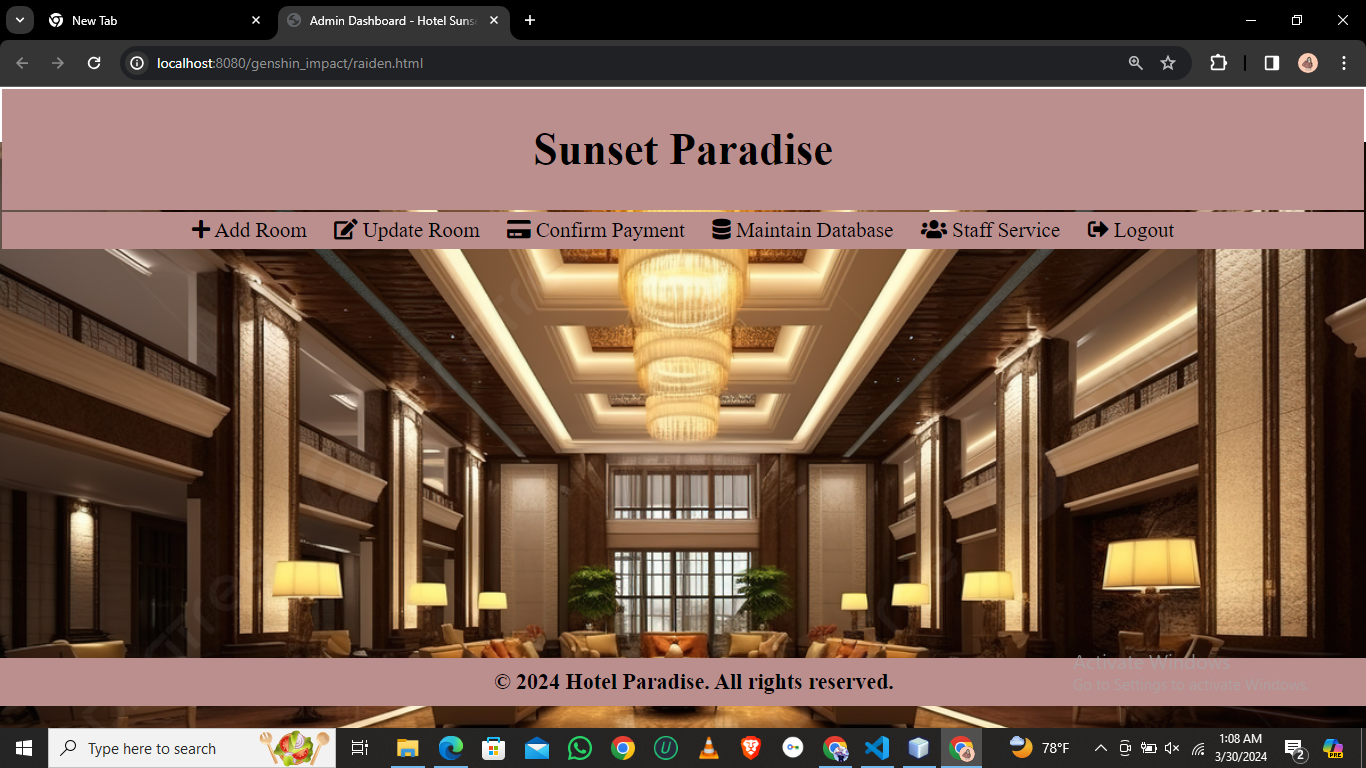 New Tab
Admin Dashboard - Hotel Suns
localhost:8080/genshin_impact/raiden.html
Sunset Paradise
Add Room Update Room Confirm Payment Maintain Database Staff Service Logout
© 2024 Hotel Paradise. All rights reserved.
Activate Windows
Go to Settings to activate Windows.
Type here to search
78°F
1:08 AM
3/30/2024
2
PRE